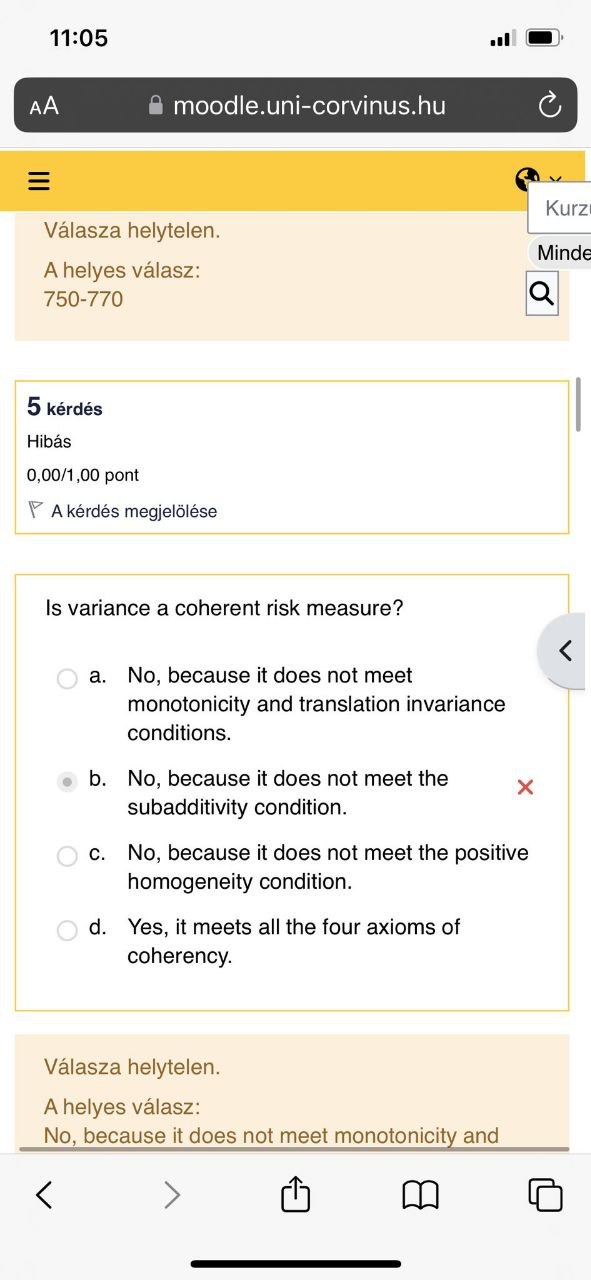 11:05
AA moodle.uni-corvinus.hu
Kurzu
Minde
Válasza helytelen.
A helyes válasz:
750-770
5 kérdés
Hibás
0,00/1,00 pont
A kérdés megjelölése
Is variance a coherent risk measure?
a. No, because it does not meet
monotonicity and translation invariance
conditions.
b. No, because it does not meet the
subadditivity condition.
c. No, because it does not meet the positive
homogeneity condition.
d. Yes, it meets all the four axioms of
coherency.
Válasza helytelen.
A helyes válasz:
No, because it does not meet monotonicity and